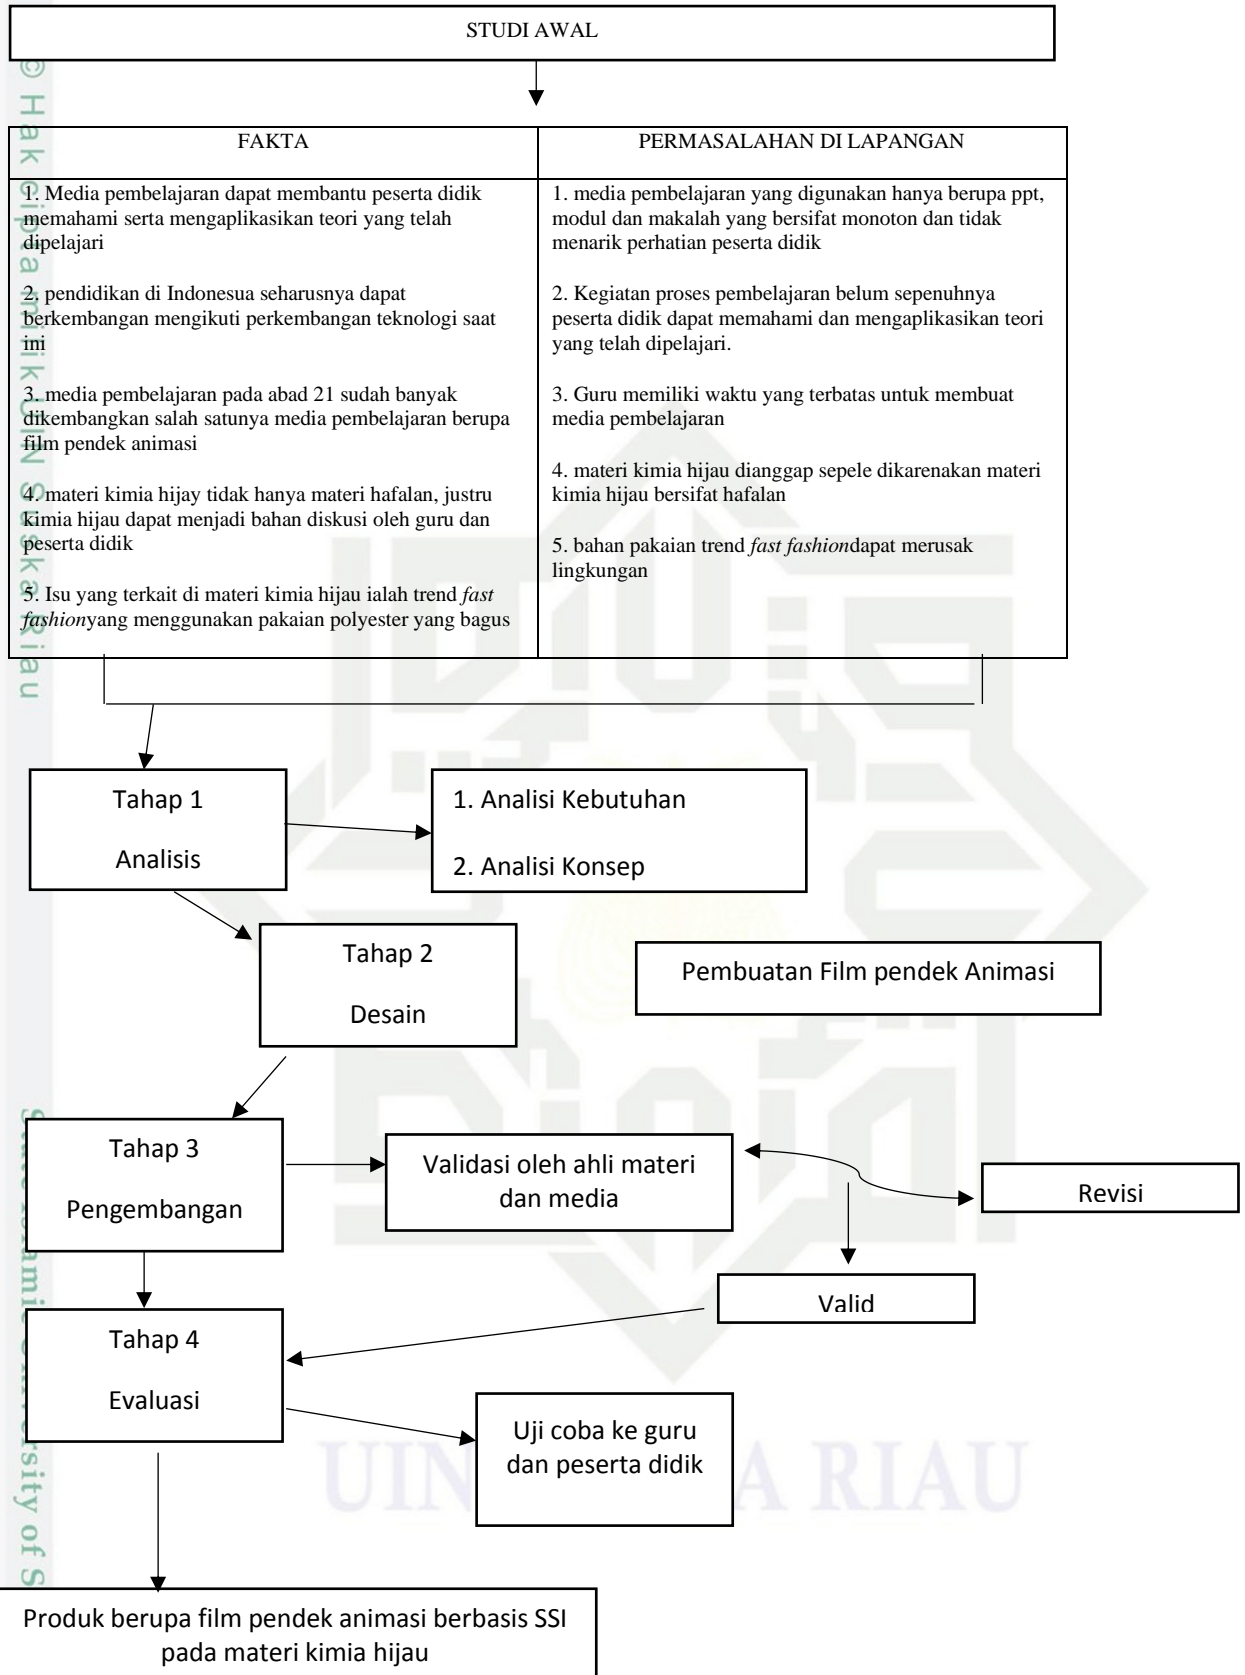 STUDI AWAL
FAKTA
PERMASALAHAN DI LAPANGAN
1. Media pembelajaran dapat membantu peserta didik
memahami serta mengaplikasikan teori yang telah
dipelajari
2. pendidikan di Indonesua seharusnya dapat
berkembangan mengikuti perkembangan teknologi saat
ini
3. media pembelajaran pada abad 21 sudah banyak
dikembangkan salah satunya media pembelajaran berupa
film pendek animasi
4. materi kimia hijay tidak hanya materi hafalan, justru
kimia hijau dapat menjadi bahan diskusi oleh guru dan
peserta didik
5. Isu yang terkait di materi kimia hijau ialah trend fast
fashionyang menggunakan pakaian polyester yang bagus
1. media pembelajaran yang digunakan hanya berupa ppt,
modul dan makalah yang bersifat monoton dan tidak
menarik perhatian peserta didik
2. Kegiatan proses pembelajaran belum sepenuhnya
peserta didik dapat memahami dan mengaplikasikan teori
yang telah dipelajari.
3. Guru memiliki waktu yang terbatas untuk membuat
media pembelajaran
4. materi kimia hijau dianggap sepele dikarenakan materi
kimia hijau bersifat hafalan
5. bahan pakaian trend fast fashiondapat merusak
lingkungan
Tahap 1
Analisis
1. Analisi Kebutuhan
2. Analisi Konsep
Tahap 2
Desain
Pembuatan Film pendek Animasi
Tahap 3
Pengembangan
Validasi oleh ahli materi
dan media
Revisi
Valid
Tahap 4
Evaluasi
Uji coba ke guru
dan peserta didik
Produk berupa film pendek animasi berbasis SSI
pada materi kimia hijau
© Hak cipta milik UIN Suska Riau
UIN A RIAU